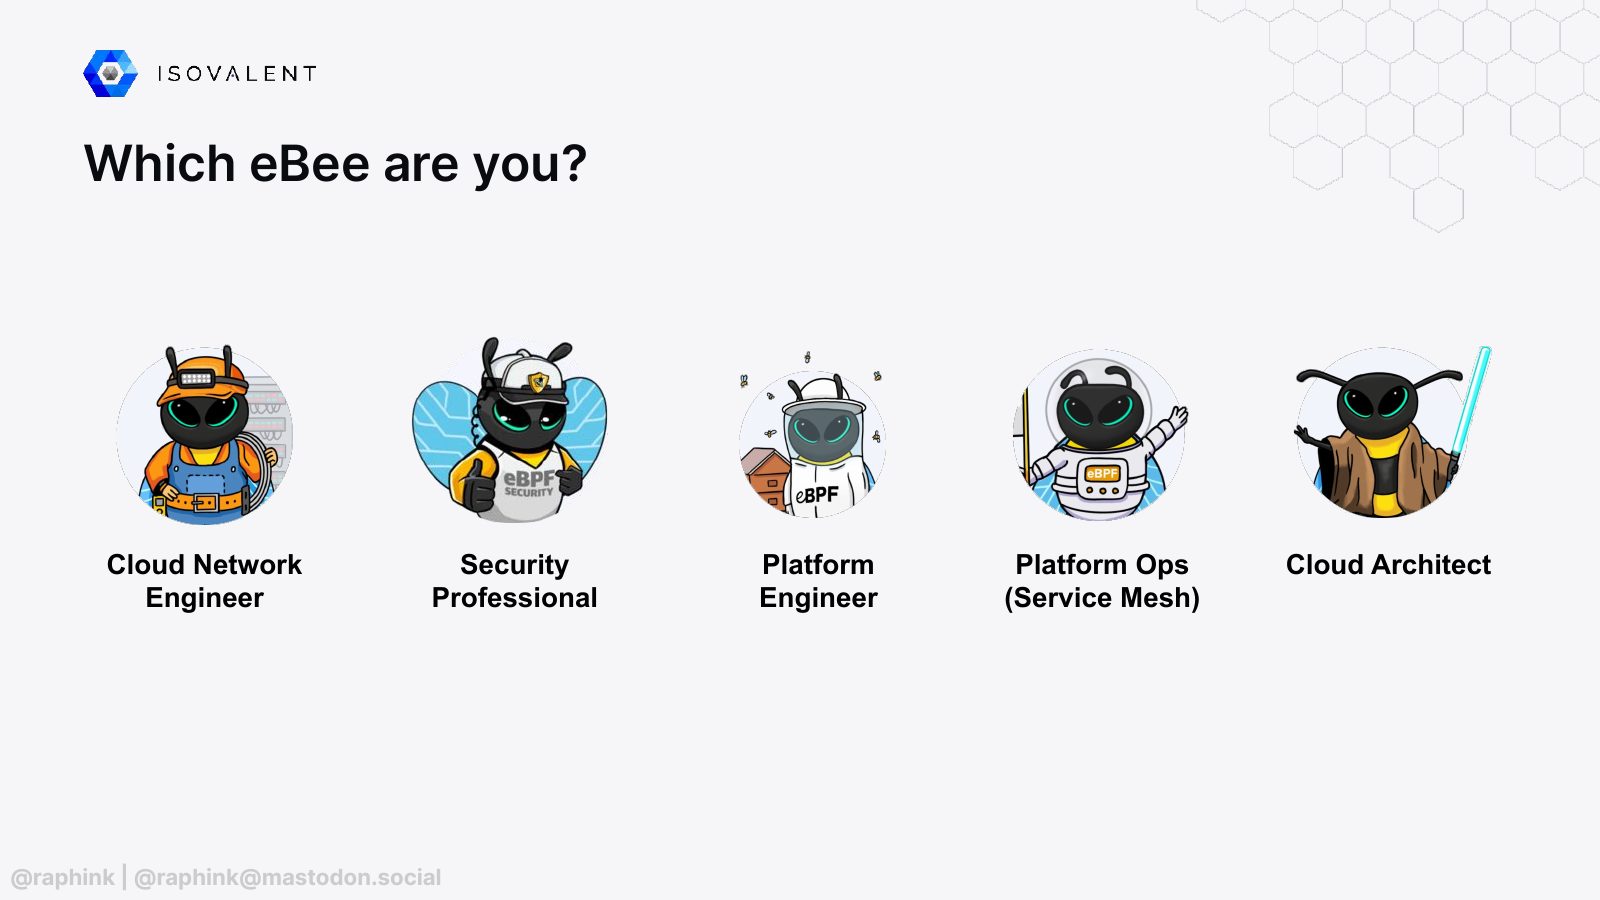 ISOVALENT
Which eBee are you?
eBPF
SECURITY
eBPF
eBPF
Cloud Network
Engineer
Security
Professional
Platform
Engineer
Platform Ops
(Service Mesh)
Cloud Architect
@raphink | @raphink@mastodon.social